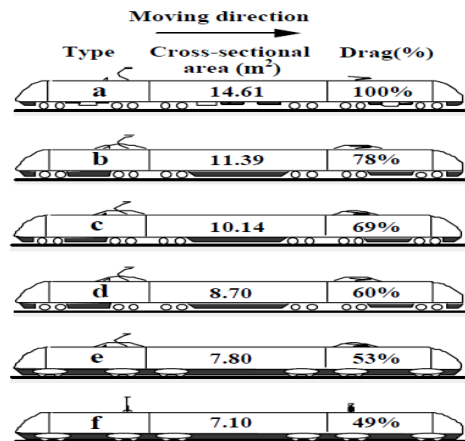 Moving direction
Type Cross-sectional area (m²) Drag(%)
a 14.61 100%
b 11.39 78%
c 10.14 69%
d 8.70 60%
e 7.80 53%
f 7.10 49%